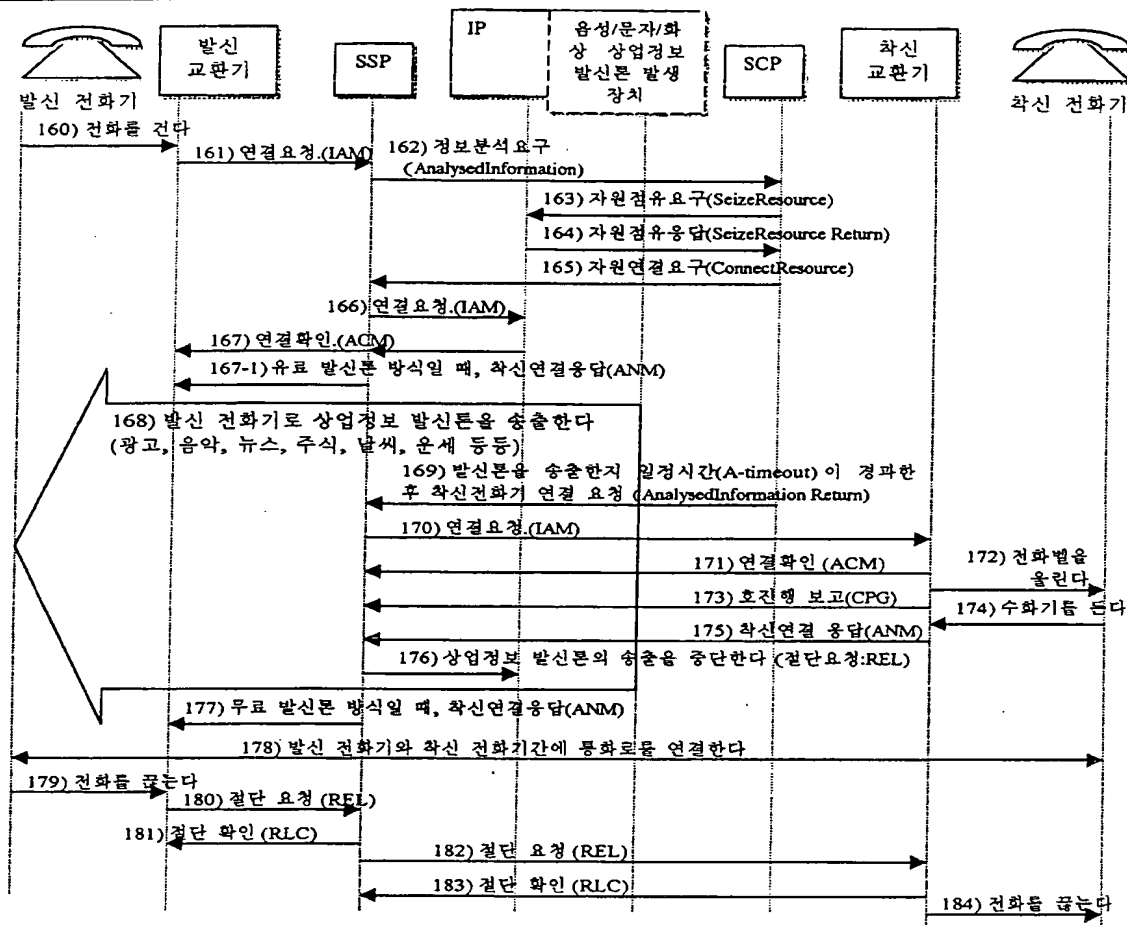 발신
교환기
SSP
IP
음성/문자/화
상 상업정보
발신톤 발생
장치
SCP
착신
교환기
발신 전화기
착신 전화기
160) 전화를 건다
161) 연결요청.(IAM)
162) 정보분석요구
(AnalysedInformation)
163) 자원점유요구(SeizeResource)
164) 자원점유응답(SeizeResource Return)
165) 자원연결요구(ConnectResource)
166) 연결요청.(IAM)
167) 연결확인.(ACM)
167-1) 유료 발신톤 방식일 때, 착신연결응답(ANM)
168) 발신 전화기로 상업정보 발신톤을 송출한다
(광고, 음악, 뉴스, 주식, 날씨, 운세 등등)
169) 발신톤을 송출한지 일정시간(A-timeout) 이 경과한
후 착신전화기 연결 요청 (AnalysedInformation Return)
170) 연결요청.(IAM)
171) 연결확인 (ACM)
172) 전화벨을
울린다
173) 호진행 보고(CPG)
174) 수화기를 든다
175) 착신연결 응답(ANM)
176) 상업정보 발신톤의 송출을 중단한다 (절단요청:REL)
177) 무료 발신톤 방식일 때, 착신연결응답(ANM)
178) 발신 전화기와 착신 전화기간에 통화로를 연결한다
179) 전화를 끊는다
180) 절단 요청 (REL)
181) 절단 확인 (RLC)
182) 절단 요청 (REL)
183) 절단 확인 (RLC)
184) 전화를 끊는다